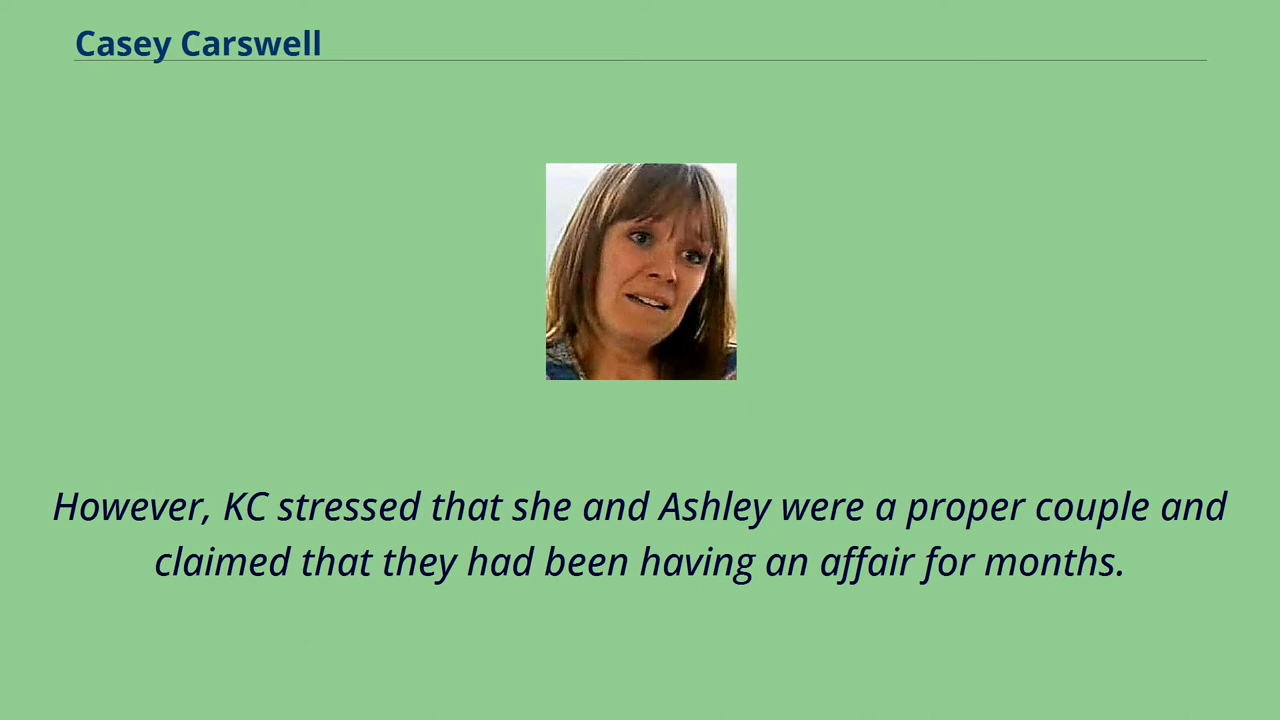 Casey Carswell
However, KC stressed that she and Ashley were a proper couple and
claimed that they had been having an affair for months.